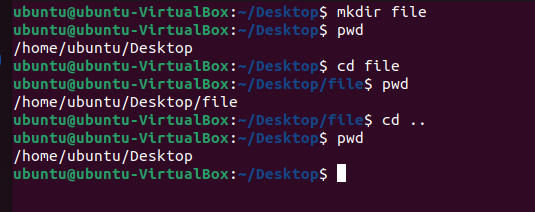 ubuntu@ubuntu-VirtualBox:~/Desktop$ mkdir file
ubuntu@ubuntu-VirtualBox:~/Desktop$ pwd
/home/ubuntu/Desktop
ubuntu@ubuntu-VirtualBox:~/Desktop$ cd file
ubuntu@ubuntu-VirtualBox:~/Desktop/file$ pwd
/home/ubuntu/Desktop/file
ubuntu@ubuntu-VirtualBox:~/Desktop/file$ cd ..
ubuntu@ubuntu-VirtualBox:~/Desktop$ pwd
/home/ubuntu/Desktop
ubuntu@ubuntu-VirtualBox:~/Desktop$